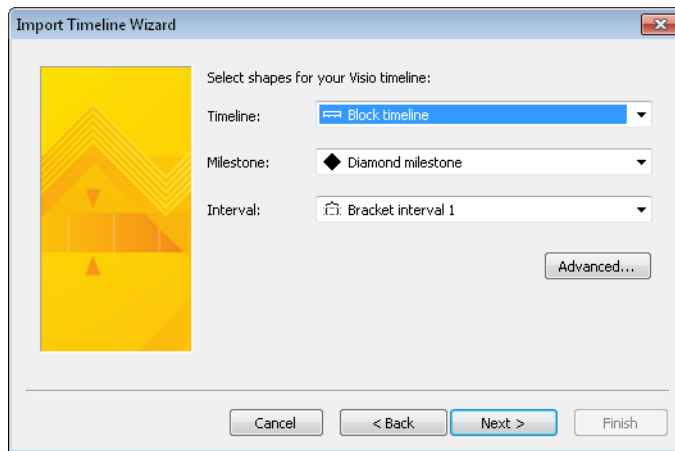 Import Timeline Wizard
Select shapes for your Visio timeline:
Timeline: Block timeline
Milestone: Diamond milestone
Interval: Bracket interval 1
Advanced...
Cancel < Back Next > Finish